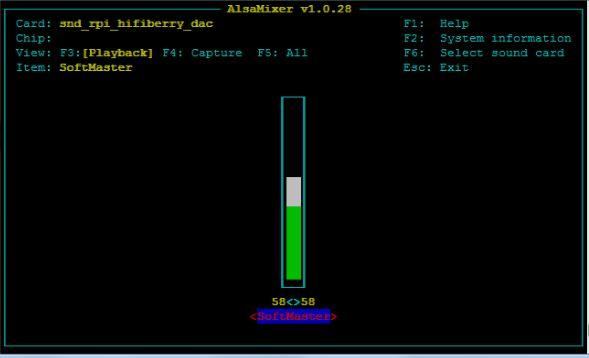 AlsaMixer v1.0.28
Card: snd_rpi_hifiberry_dac F1: Help
Chip: F2: System information
View: F3:[Playback] F4: Capture F5: All F6: Select sound card
Item: SoftMaster Esc: Exit
58<>58
<SoftMaster>